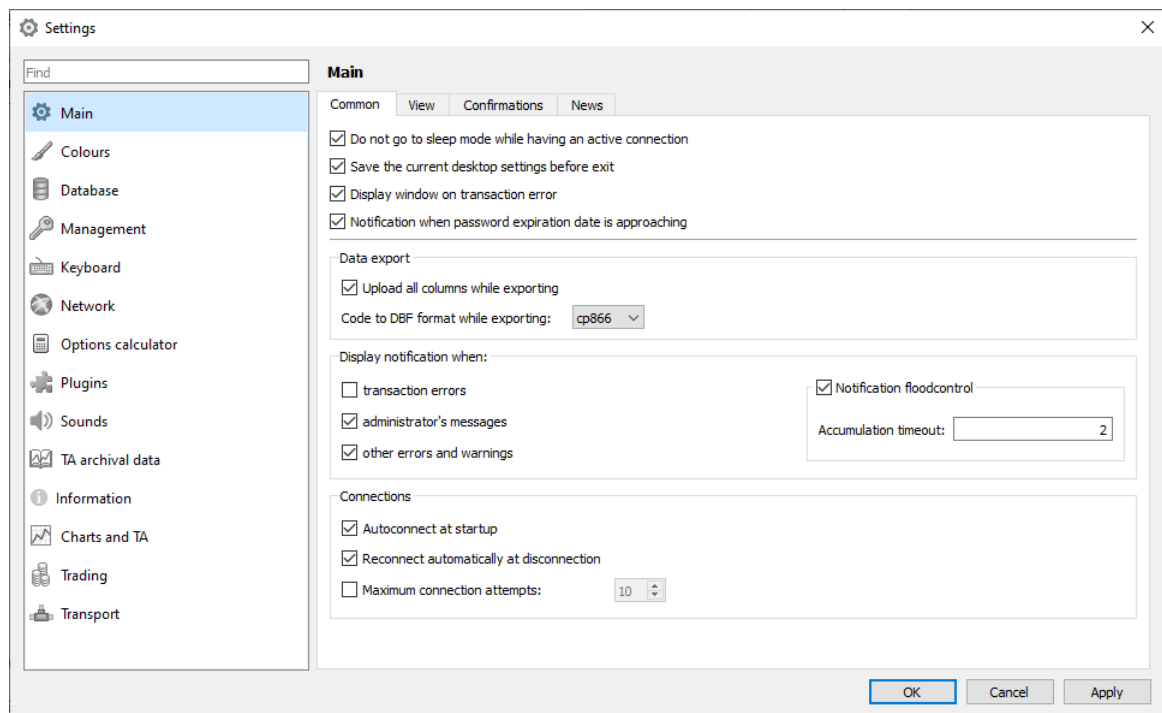 Settings
Find
Main
Colours
Database
Management
Keyboard
Network
Options calculator
Plugins
Sounds
TA archival data
Information
Charts and TA
Trading
Transport
Main
Common View Confirmations News
Do not go to sleep mode while having an active connection
Save the current desktop settings before exit
Display window on transaction error
Notification when password expiration date is approaching
Data export
Upload all columns while exporting
Code to DBF format while exporting: cp866
Display notification when:
transaction errors
administrator's messages
other errors and warnings
Notification floodcontrol
Accumulation timeout: 2
Connections
Autoconnect at startup
Reconnect automatically at disconnection
Maximum connection attempts: 10
OK Cancel Apply